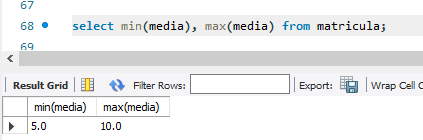 67
68 select min(media), max(media) from matricula;
69
Result Grid Filter Rows: Export: Wrap Cell C
min(media) max(media)
5.0 10.0